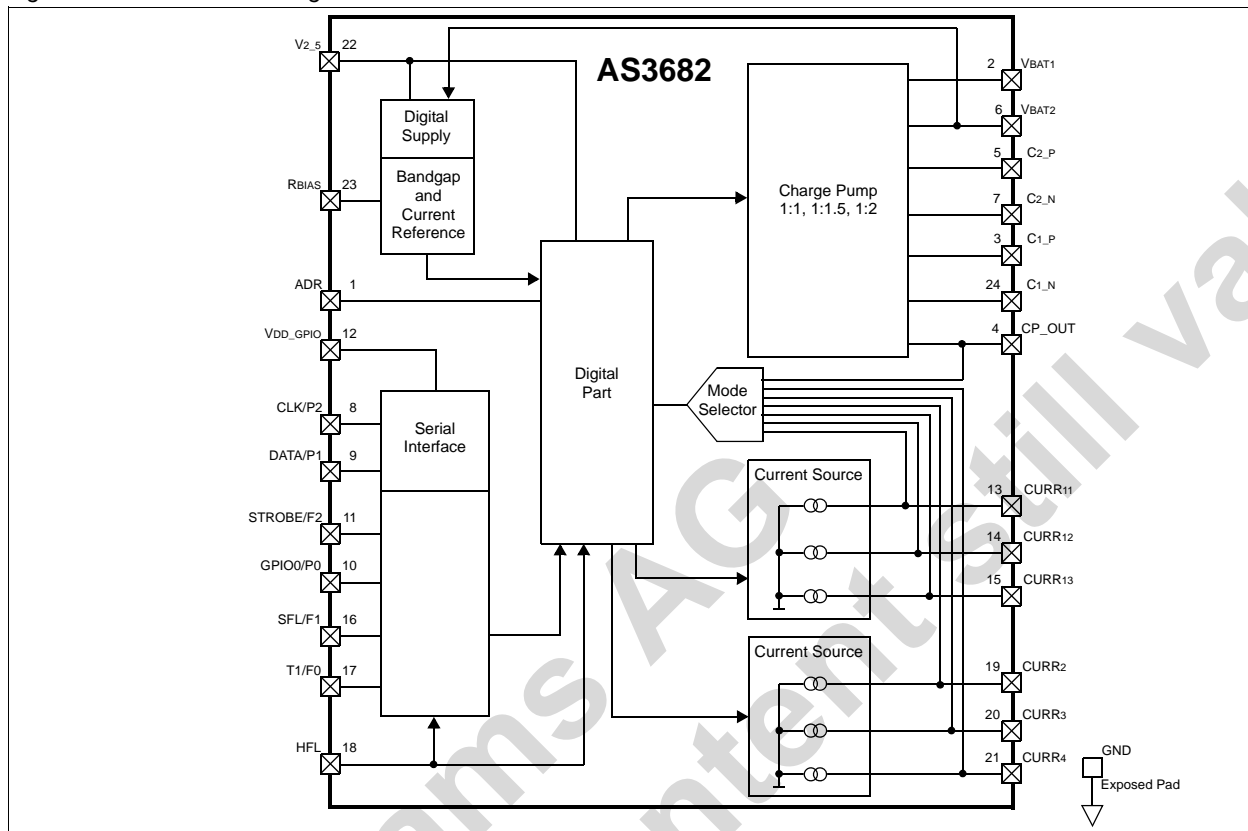 AS3682
V2_5
22
Digital
Supply
RBIAS
23
Bandgap
and
Current
Reference
ADR
1
VDD_GPIO
12
CLK/P2
8
Serial
Interface
DATA/P1
9
STROBE/F2
11
GPIO0/P0
10
SFL/F1
16
T1/F0
17
HFL
18
Digital
Part
Charge Pump
1:1, 1:1.5, 1:2
2
VBAT1
6
VBAT2
5
C2_P
7
C2_N
3
C1_P
24
C1_N
4
CP_OUT
Mode
Selector
Current Source
13
CURR11
14
CURR12
15
CURR13
Current Source
19
CURR2
20
CURR3
21
CURR4
GND
Exposed Pad
ams AG
still